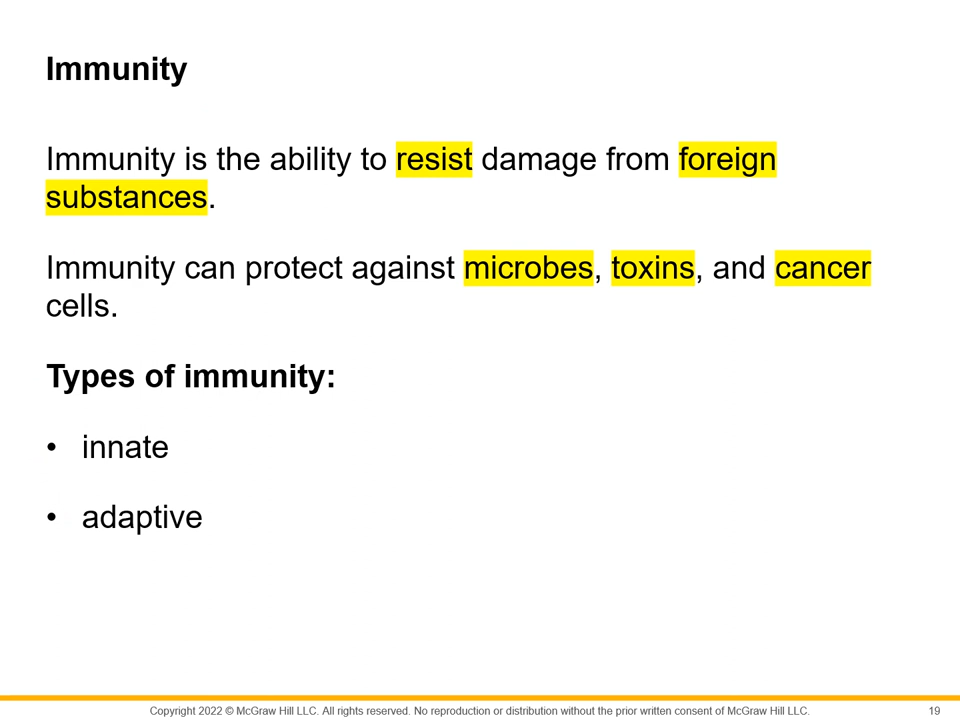 Immunity
Immunity is the ability to resist damage from foreign
substances.
Immunity can protect against microbes, toxins, and cancer
cells.
Types of immunity:
• innate
• adaptive
Copyright 2022 © McGraw Hill LLC. All rights reserved. No reproduction or distribution without the prior written consent of McGraw Hill LLC.
19